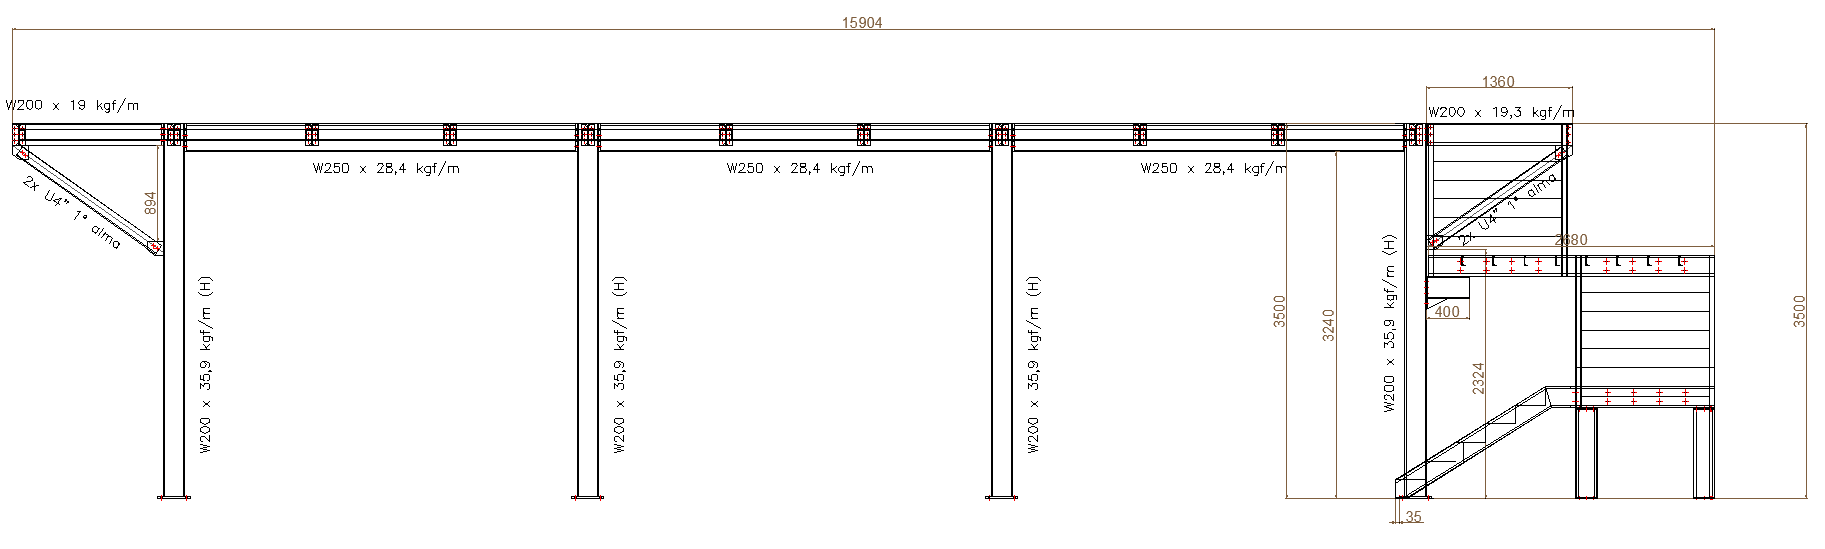 15904
1360
W200 x 19 kgf/m
W200 x 19,3 kgf/m
W250 x 28,4 kgf/m
W250 x 28,4 kgf/m
W250 x 28,4 kgf/m
2x U4" 1ª alma
894
2x U4" 1ª alma
2680
W200 x 35,9 kgf/m (H)
W200 x 35,9 kgf/m (H)
W200 x 35,9 kgf/m (H)
3500
3240
W200 x 35,9 kgf/m (H)
400
2324
3500
35